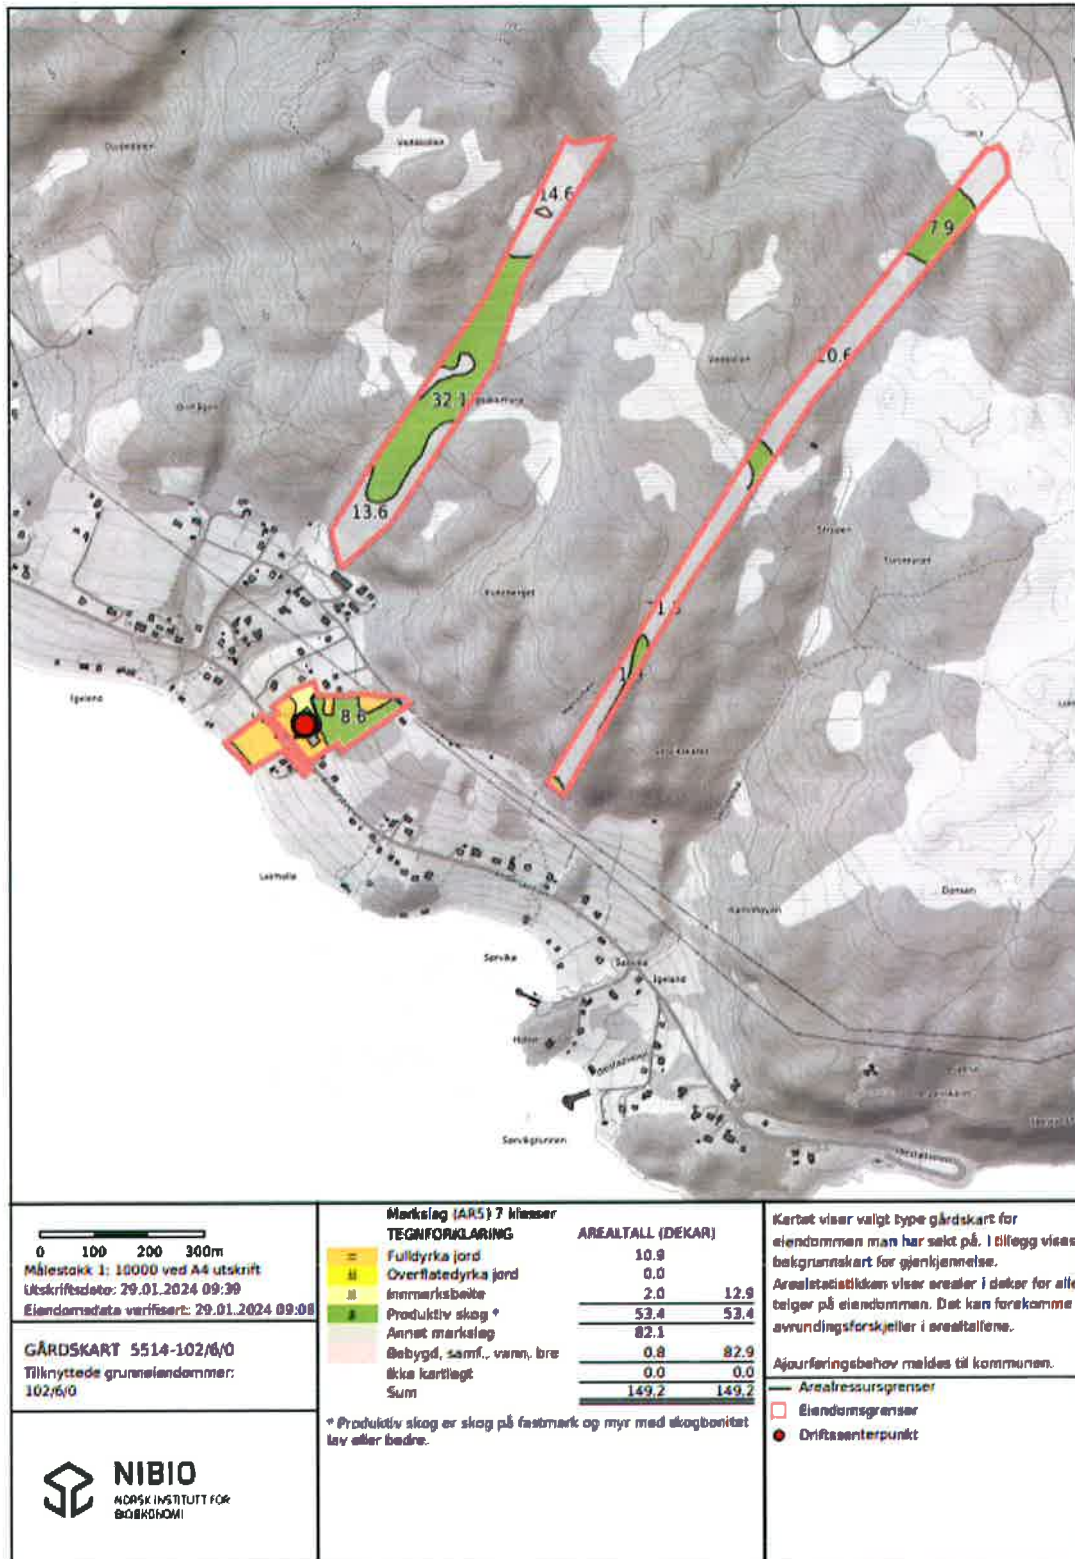 14.6
7.9
32.1
13.6
8.6
Igeland
Strupen
Sørvika
Sørvika
Igeland
Dansen
Sørvikgrunnen
0 100 200 300m
Målestokk 1: 10000 ved A4 utskrift
Utskriftsdato: 29.01.2024 09:39
Eiendomsdata verifisert: 29.01.2024 09:08
GÅRDSKART 5514-102/6/0
Tilknyttede grunneiendommer:
102/6/0
NIBIO
NORSK INSTITUTT FOR
BIOØKONOMI
Markslag (AR5) 7 klasser
TEGNFORKLARING AREALTALL (DEKAR)
Fulldyrka jord 10.9
Overflatedyrka jord 0.0
Innmarksbeite 2.0 12.9
Produktiv skog * 53.4 53.4
Annet markslag 82.1
Bebygd, samf., vann, bre 0.8 82.9
Ikke kartlagt 0.0 0.0
Sum 149.2 149.2
* Produktiv skog er skog på fastmark og myr med skogbonitet
lav eller bedre.
Kartet viser valgt type gårdskart for
eiendommen man har søkt på. I tillegg vises
bakgrunnskart for gjenkjennelse.
Arealstatistikken viser arealer i dekar for alle
teiger på eiendommen. Det kan forekomme
avrundingsforskjeller i arealtallene.
Ajourføringsbehov meldes til kommunen.
Arealressursgrenser
Eiendomsgrenser
Driftssenterpunkt